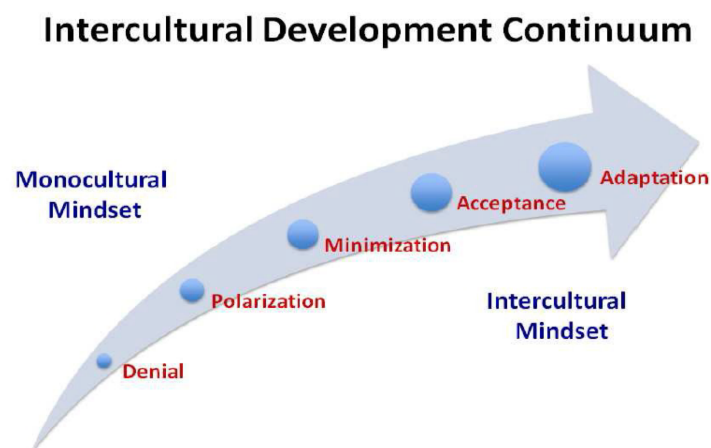 Intercultural Development Continuum
Monocultural
Mindset
Adaptation
Acceptance
Minimization
Polarization
Intercultural
Mindset
Denial